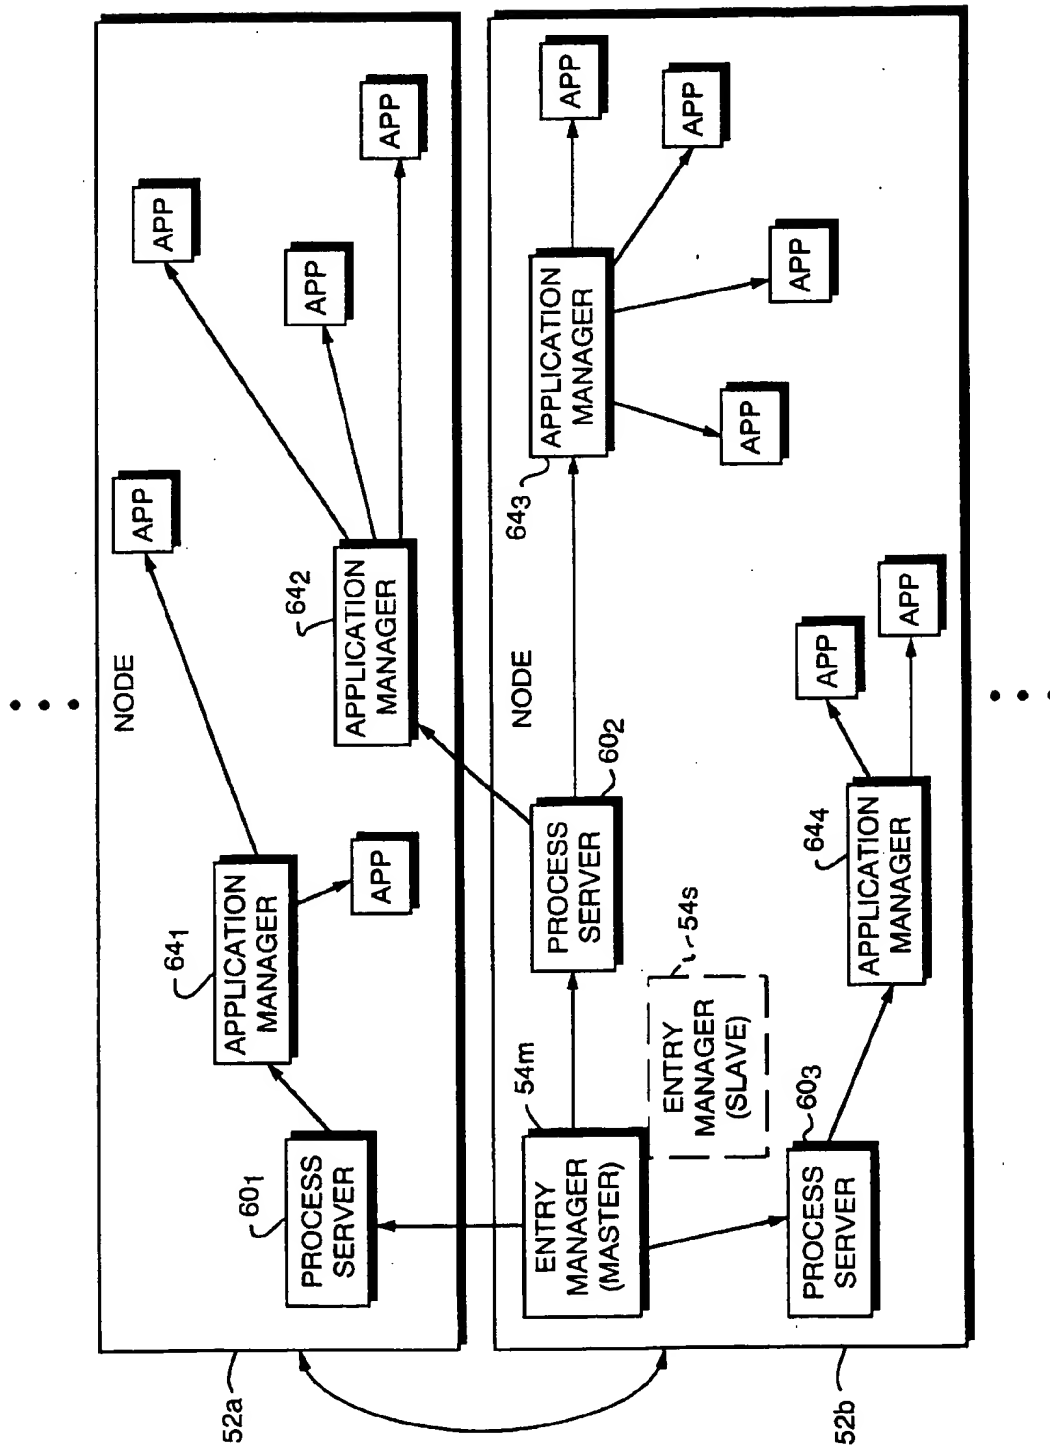 NODE
APP
APP
APP
APP
APP
641
APPLICATION
MANAGER
642
APPLICATION
MANAGER
601
PROCESS
SERVER
52a
NODE
APP
APP
APP
APP
643
APPLICATION
MANAGER
602
PROCESS
SERVER
54m
ENTRY
MANAGER
(MASTER)
54s
ENTRY
MANAGER
(SLAVE)
603
PROCESS
SERVER
644
APPLICATION
MANAGER
APP
APP
52b